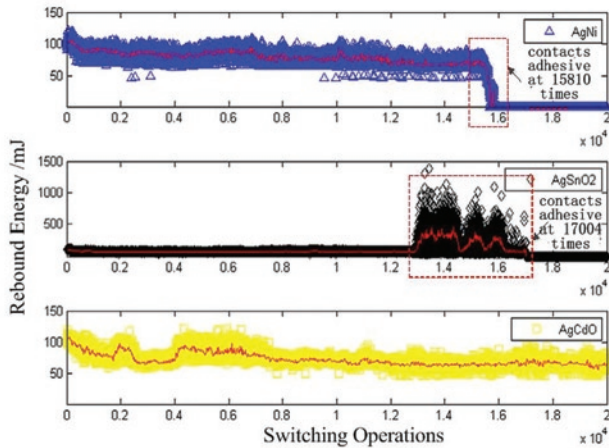 150
100
50
AgNi
contacts
adhesive
at 15810
times
0 0.2 0.4 0.6 0.8 1 1.2 1.4 1.6 1.8 2
x 10⁴
Rebound Energy /mJ
1500
1000
500
AgSnO2
contacts
adhesive
at 17004
times
0 0.2 0.4 0.6 0.8 1 1.2 1.4 1.6 1.8 2
x 10⁴
150
100
50
0
AgCdO
0 0.2 0.4 0.6 0.8 1 1.2 1.4 1.6 1.8 2
x 10⁴
Switching Operations